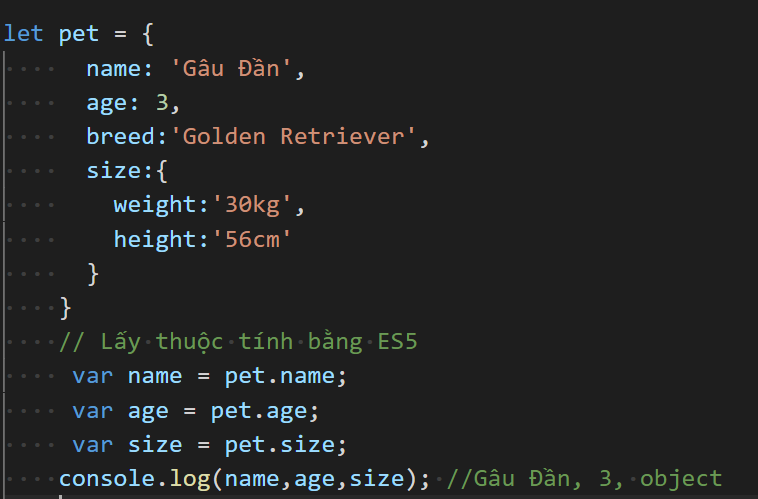 let pet = {
name: 'Gâu Đần',
age: 3,
breed:'Golden Retriever',
size:{
weight:'30kg',
height:'56cm'
}
}
// Lấy thuộc tính bằng ES5
var name = pet.name;
var age = pet.age;
var size = pet.size;
console.log(name,age,size); //Gâu Đần, 3, object